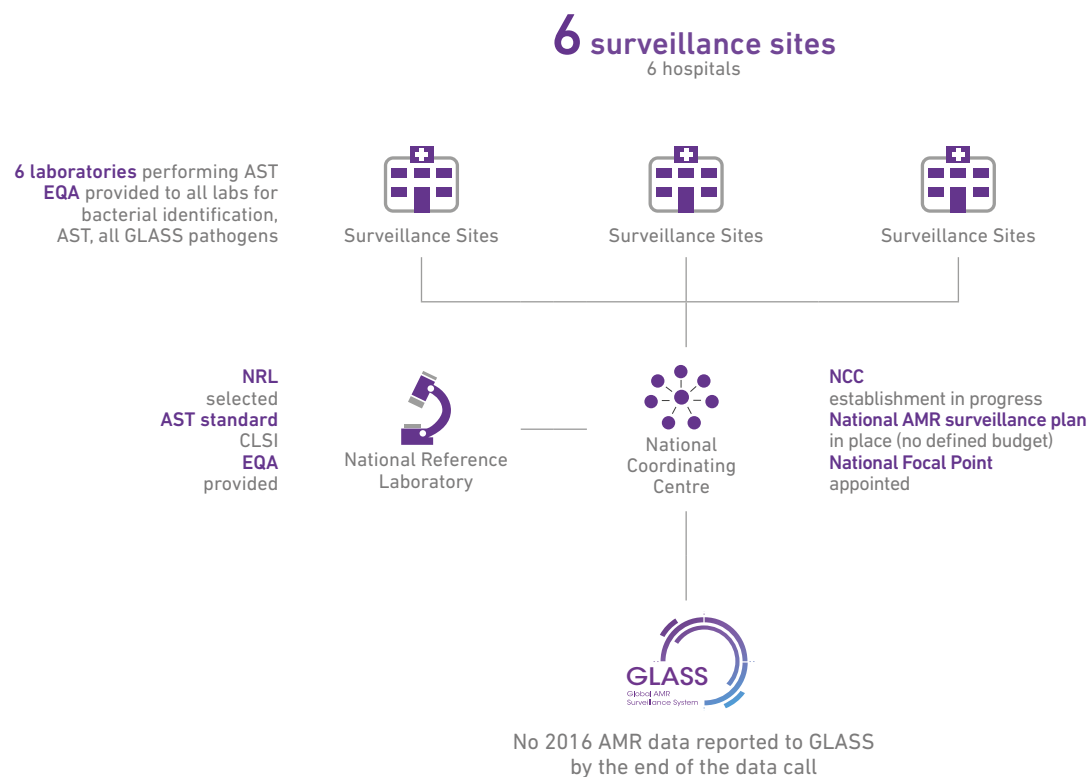 6 surveillance sites
6 hospitals
6 laboratories performing AST
EQA provided to all labs for
bacterial identification,
AST, all GLASS pathogens
Surveillance Sites
Surveillance Sites
Surveillance Sites
NRL
selected
AST standard
CLSI
EQA
provided
National Reference
Laboratory
National
Coordinating
Centre
NCC
establishment in progress
National AMR surveillance plan
in place (no defined budget)
National Focal Point
appointed
GLASS
Global AMR
Surveillance System
No 2016 AMR data reported to GLASS
by the end of the data call